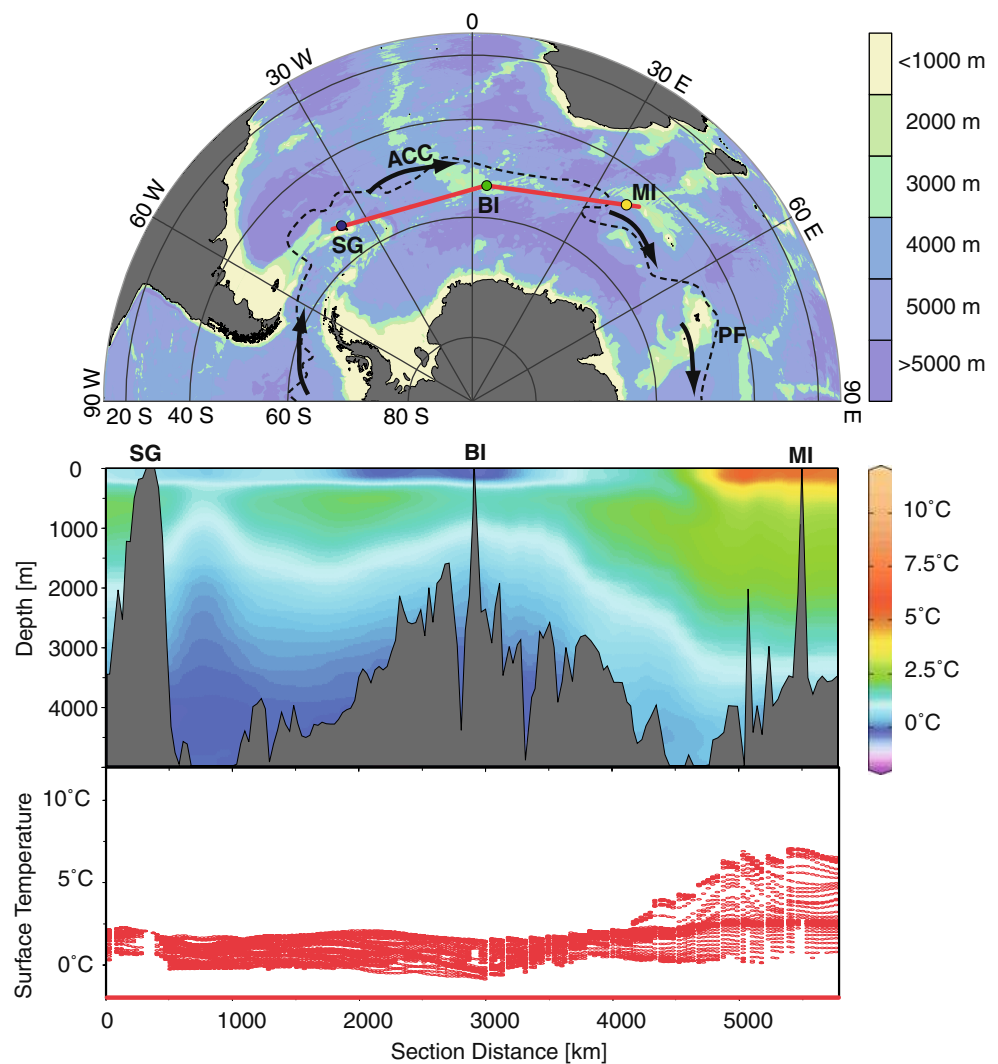 0
30 W
30 E
60 W
60 E
90 W
90 E
20 S
40 S
60 S
80 S
ACC
SG
BI
MI
PF
<1000 m
2000 m
3000 m
4000 m
5000 m
>5000 m
SG
BI
MI
Depth [m]
0
1000
2000
3000
4000
10˚C
7.5˚C
5˚C
2.5˚C
0˚C
Surface Temperature
10˚C
5˚C
0˚C
0
1000
2000
3000
4000
5000
Section Distance [km]